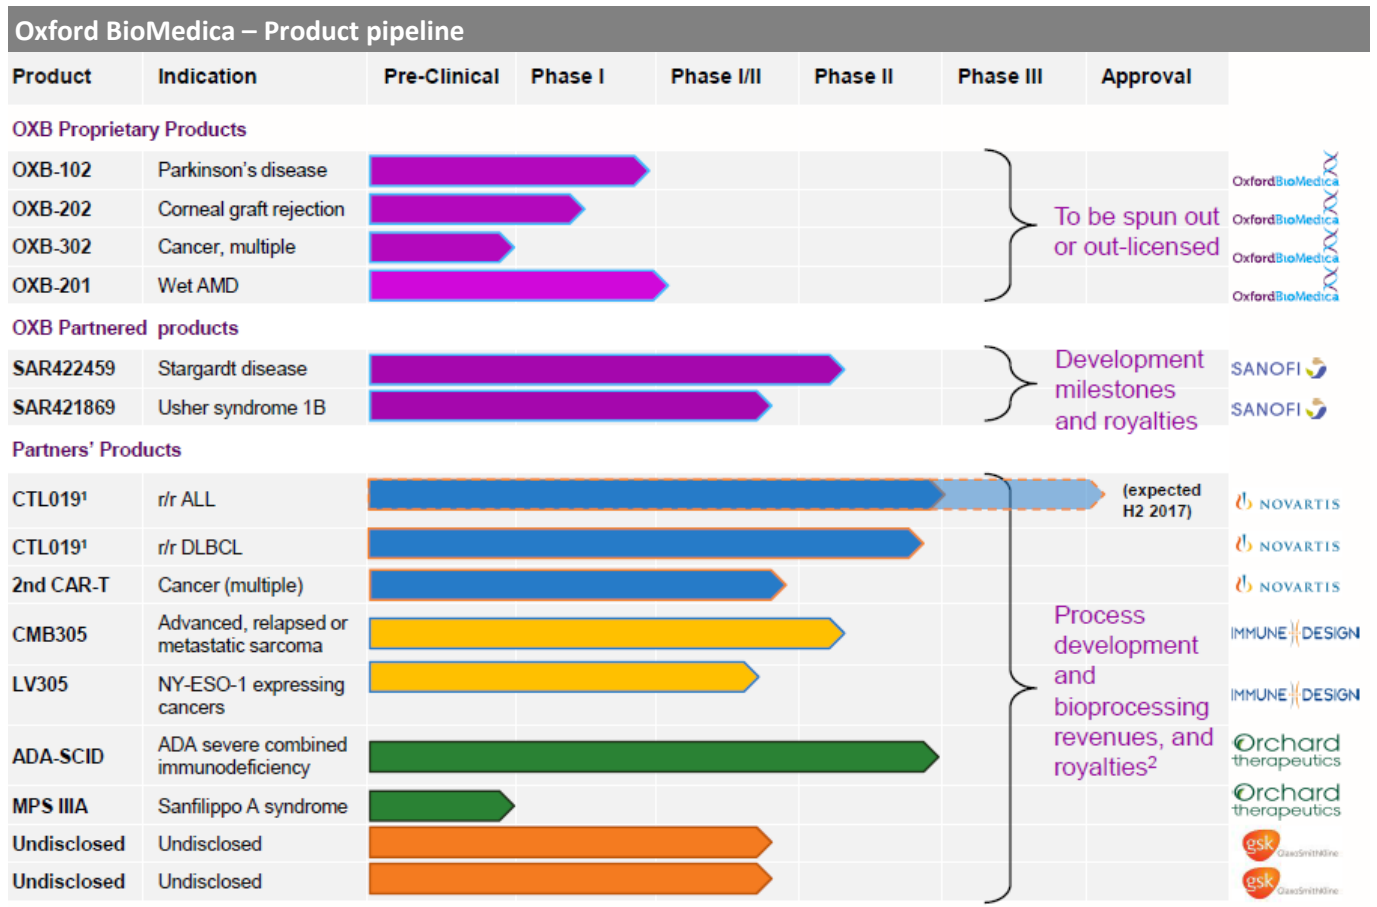 Oxford BioMedica – Product pipeline
Product Indication Pre-Clinical Phase I Phase I/II Phase II Phase III Approval
OXB Proprietary Products
OXB-102 Parkinson's disease OxfordBioMedica
OXB-202 Corneal graft rejection OxfordBioMedica
OXB-302 Cancer, multiple OxfordBioMedica
OXB-201 Wet AMD OxfordBioMedica
To be spun out
or out-licensed
OXB Partnered products
SAR422459 Stargardt disease SANOFI
SAR421869 Usher syndrome 1B SANOFI
Development
milestones
and royalties
Partners' Products
CTL019¹ r/r ALL (expected
H2 2017) NOVARTIS
CTL019¹ r/r DLBCL NOVARTIS
2nd CAR-T Cancer (multiple) NOVARTIS
CMB305 Advanced, relapsed or
metastatic sarcoma IMMUNE DESIGN
LV305 NY-ESO-1 expressing
cancers IMMUNE DESIGN
ADA-SCID ADA severe combined
immunodeficiency Orchard
therapeutics
MPS IIIA Sanfilippo A syndrome Orchard
therapeutics
Undisclosed Undisclosed gsk GlaxoSmithKline
Undisclosed Undisclosed gsk GlaxoSmithKline
Process
development
and
bioprocessing
revenues, and
royalties²